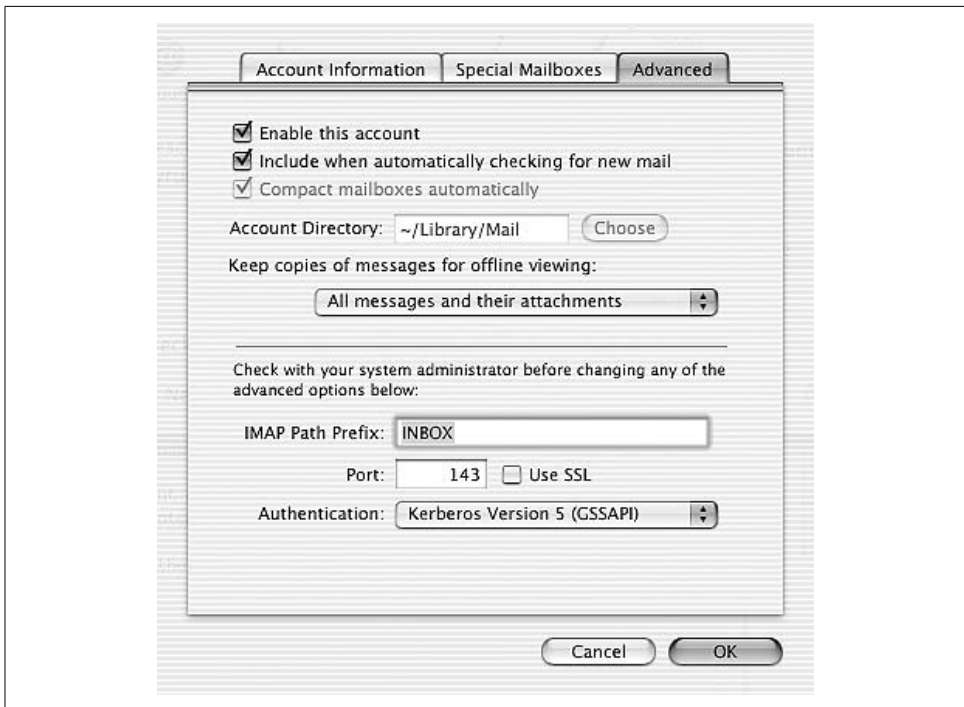 Account Information Special Mailboxes Advanced
Enable this account
Include when automatically checking for new mail
Compact mailboxes automatically
Account Directory: ~/Library/Mail Choose
Keep copies of messages for offline viewing:
All messages and their attachments
Check with your system administrator before changing any of the
advanced options below:
IMAP Path Prefix: INBOX
Port: 143 Use SSL
Authentication: Kerberos Version 5 (GSSAPI)
Cancel OK